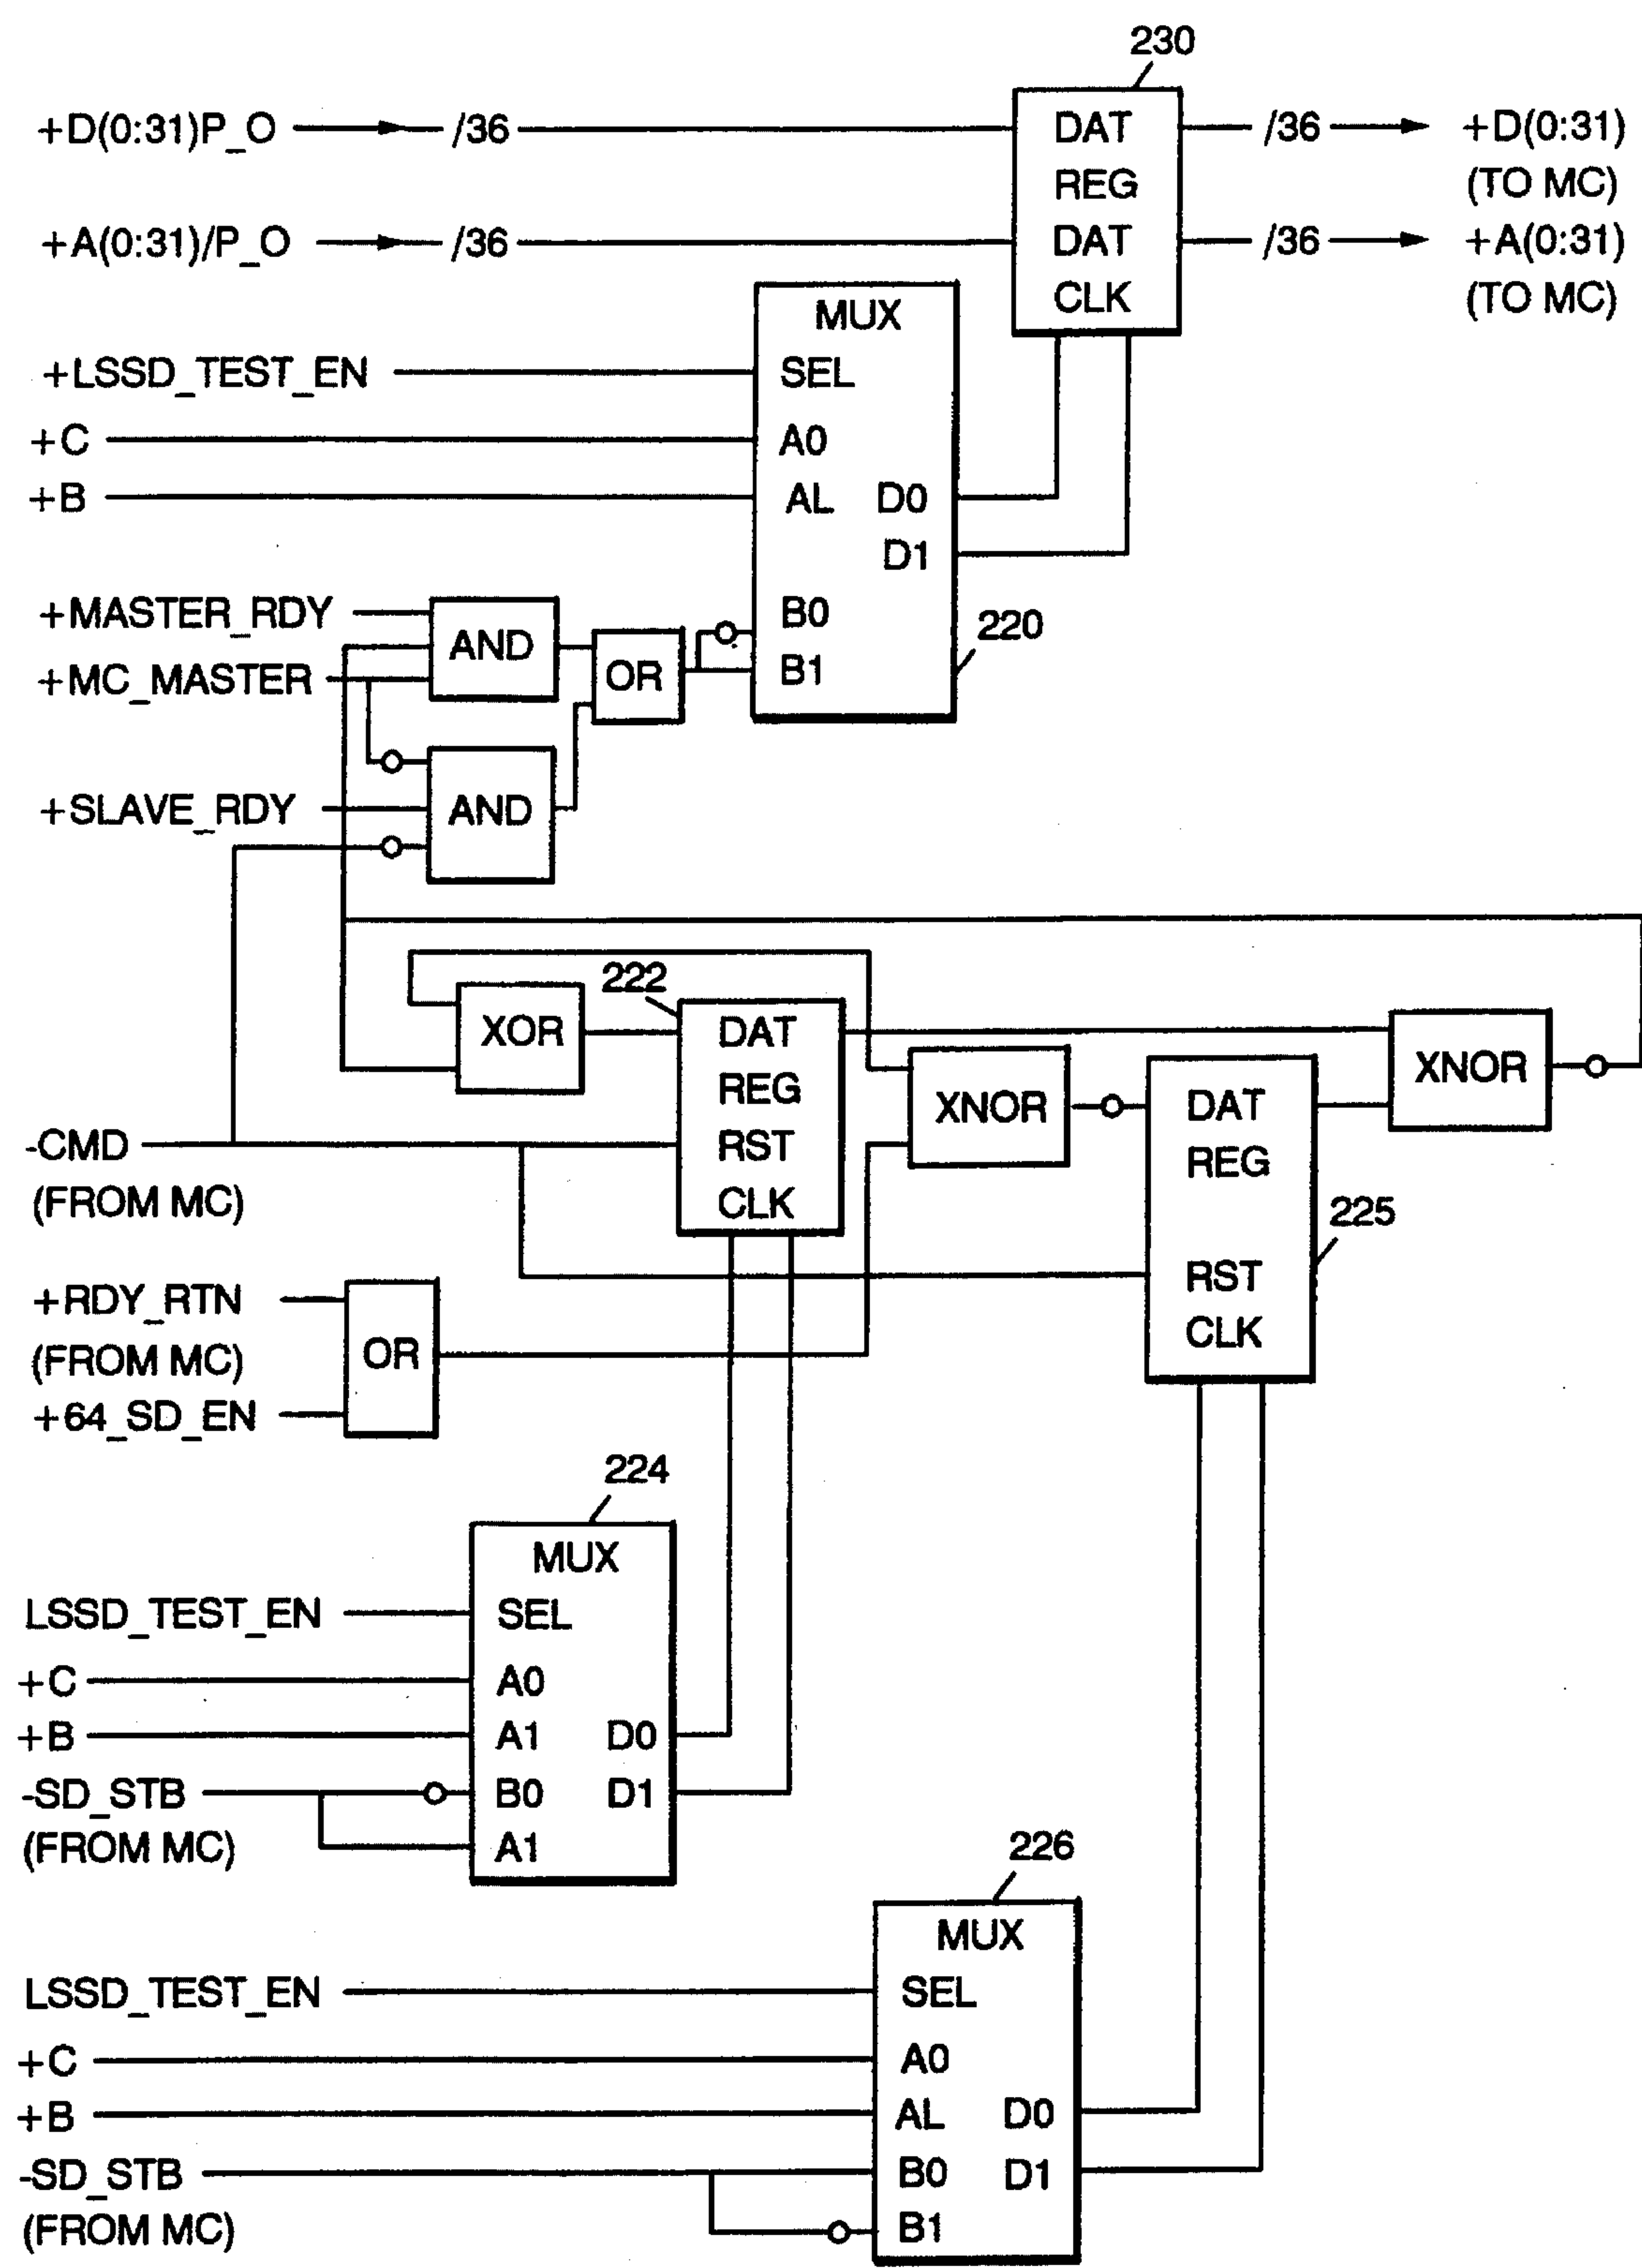 230
+D(0:31)P_O /36 DAT /36 +D(0:31)
REG (TO MC)
+A(0:31)/P_O /36 DAT /36 +A(0:31)
CLK (TO MC)
MUX
+LSSD_TEST_EN SEL
+C A0
+B AL D0
D1
+MASTER_RDY AND B0 220
+MC_MASTER OR B1
+SLAVE_RDY AND
222
XOR DAT XNOR
REG XNOR DAT
-CMD RST REG
(FROM MC) CLK 225
+RDY_RTN RST
(FROM MC) OR CLK
+64_SD_EN
224
MUX
LSSD_TEST_EN SEL
+C A0
+B A1 D0
-SD_STB B0 D1
(FROM MC) A1
226
MUX
LSSD_TEST_EN SEL
+C A0
+B AL D0
-SD_STB B0 D1
(FROM MC) B1